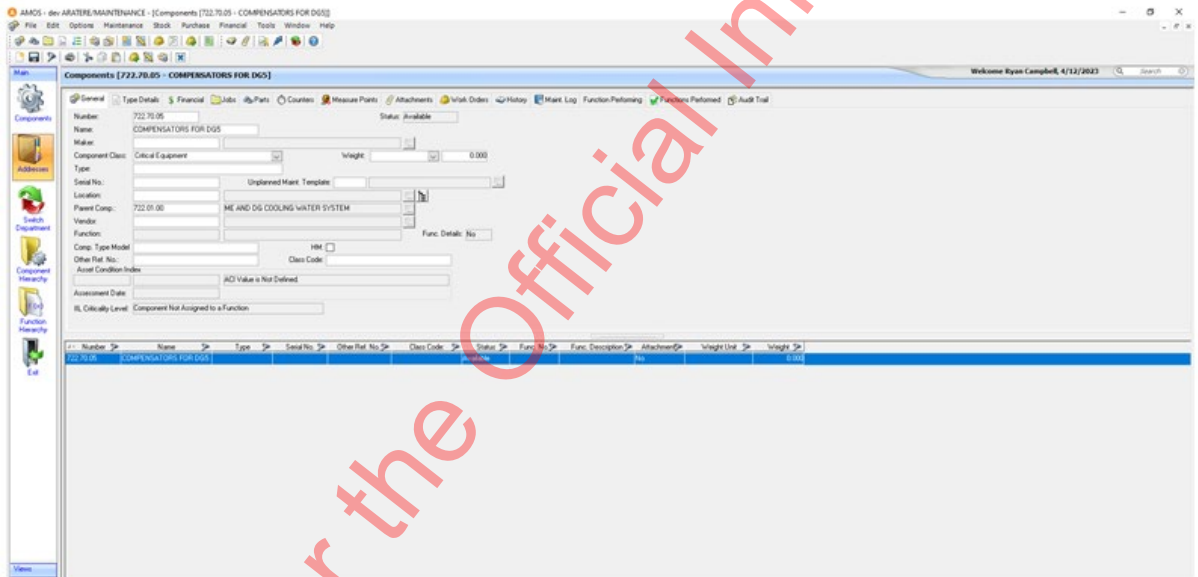 AMOS - dev ARATERE/MAINTENANCE - [Components [722.70.05 - COMPENSATORS FOR DG5]]
File Edit Options Maintenance Stock Purchase Financial Tools Window Help
Main
Components [722.70.05 - COMPENSATORS FOR DG5]
Welcome Ryan Campbell, 4/12/2023
Search
General Type Details $ Financial Jobs Parts Counters Measure Points Attachments Work Orders History Maint. Log Function Performing Functions Performed Audit Trail
Components
Addresses
Switch
Department
Component
Hierarchy
Function
Hierarchy
Exit
Number: 722.70.05 Status: Available
Name: COMPENSATORS FOR DG5
Maker:
Component Class: Critical Equipment Weight: 0.000
Type:
Serial No.: Unplanned Maint. Template:
Location:
Parent Comp.: 722.01.00 ME AND DG COOLING WATER SYSTEM
Vendor:
Function: Func. Details: No
Comp. Type Model HM:
Other Ref. No.: Class Code:
Asset Condition Index
ACI Value is Not Defined.
Assessment Date:
Criticality Level: Component Not Assigned to a Function
Number Name Type Serial No. Other Ref. No. Class Code Status Func. No. Func. Description Attachment Weight Unit Weight
722.70.05 COMPENSATORS FOR DG5 Available No 0.000
Views
r the Official In